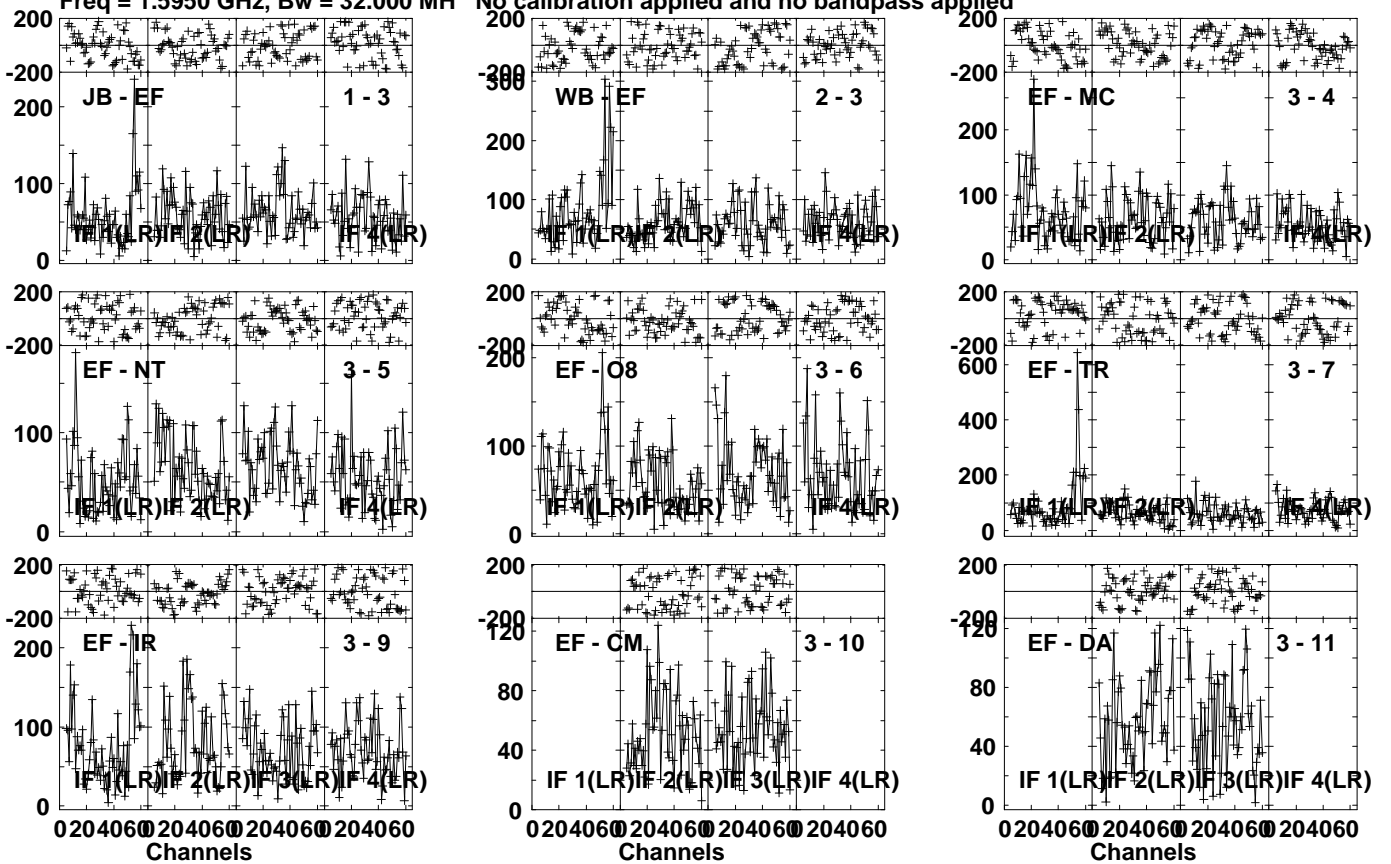 Freq = 1.5950 GHz, Bw = 32.000 MH No calibration applied and no bandpass applied
200 200 200
-200 -200 -200
JB - EF 1 - 3 WB - EF 2 - 3 EF - MC 3 - 4
300
200 200 200
100 100 100
IF 1(LR) IF 2(LR) IF 4(LR) IF 1(LR) IF 2(LR) IF 4(LR) IF 1(LR) IF 2(LR) IF 4(LR)
0 0 0
200 200 200
-200 -200 -200
EF - NT 3 - 5 EF - O8 3 - 6 EF - TR 3 - 7
200 600
400
100 100 200
IF 1(LR) IF 2(LR) IF 4(LR) IF 1(LR) IF 2(LR) IF 4(LR) IF 1(LR) IF 2(LR) IF 4(LR)
0 0 0
200 200 200
-200 -200 -200
EF - IR 3 - 9 EF - CM 3 - 10 EF - DA 3 - 11
200 120 120
80 80
100 40 40
IF 1(LR) IF 2(LR) IF 3(LR) IF 4(LR) IF 1(LR) IF 2(LR) IF 3(LR) IF 4(LR) IF 1(LR) IF 2(LR) IF 3(LR) IF 4(LR)
0 0 0
0 20 40 60 0 20 40 60 0 20 40 60 0 20 40 60 0 20 40 60 0 20 40 60 0 20 40 60 0 20 40 60 0 20 40 60 0 20 40 60 0 20 40 60 0 20 40 60
Channels Channels Channels